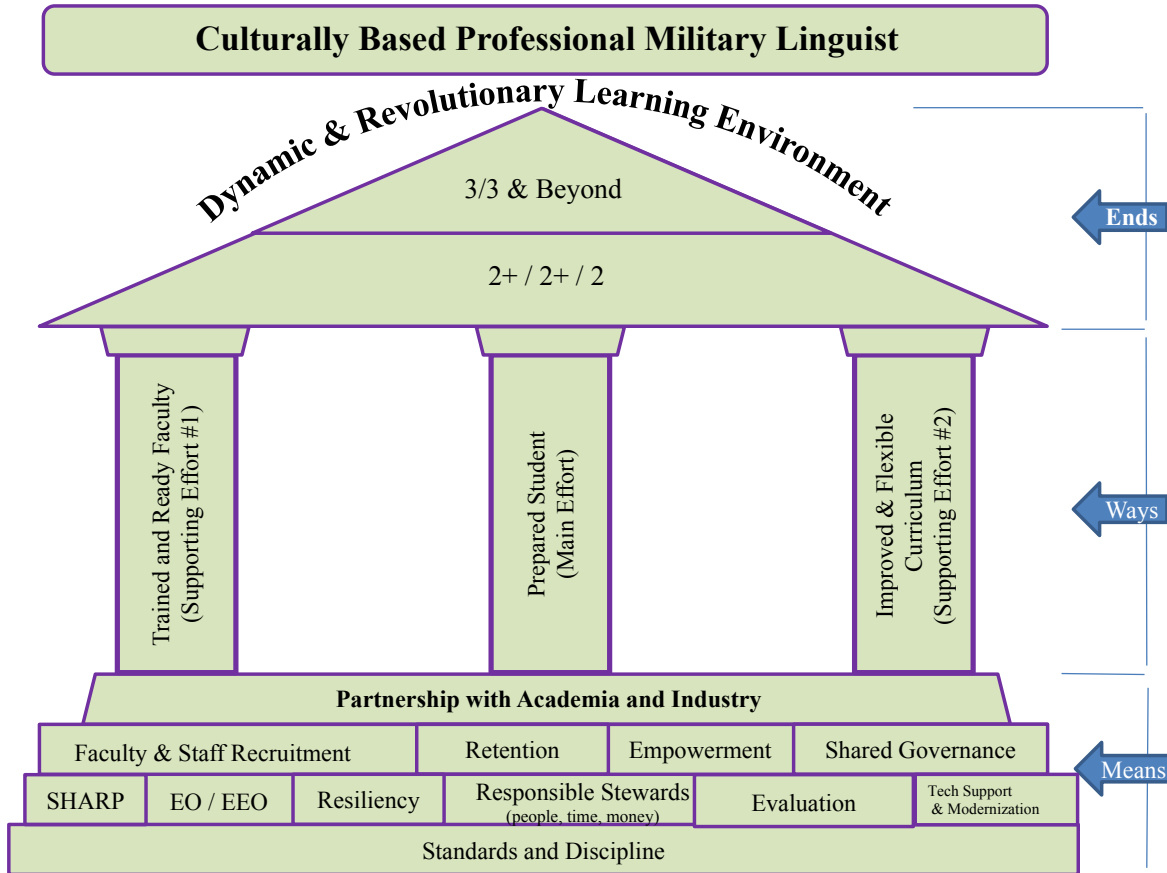 Culturally Based Professional Military Linguist
Dynamic & Revolutionary Learning Environment
3/3 & Beyond
2+ / 2+ / 2
Ends
Trained and Ready Faculty
(Supporting Effort #1)
Prepared Student
(Main Effort)
Improved & Flexible
Curriculum
(Supporting Effort #2)
Ways
Partnership with Academia and Industry
Faculty & Staff Recruitment
Retention
Empowerment
Shared Governance
Means
SHARP
EO / EEO
Resiliency
Responsible Stewards
(people, time, money)
Evaluation
Tech Support
& Modernization
Standards and Discipline